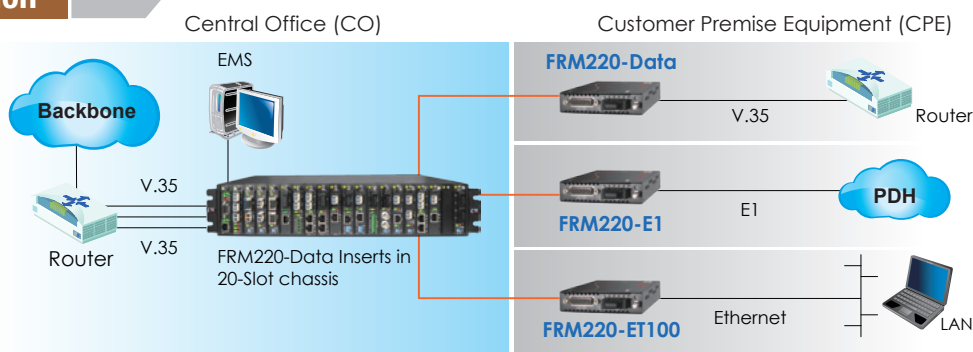 on
Central Office (CO)
Customer Premise Equipment (CPE)
EMS
Backbone
V.35
V.35
Router
FRM220-Data Inserts in
20-Slot chassis
FRM220-Data
V.35
Router
FRM220-E1
E1
PDH
FRM220-ET100
Ethernet
LAN